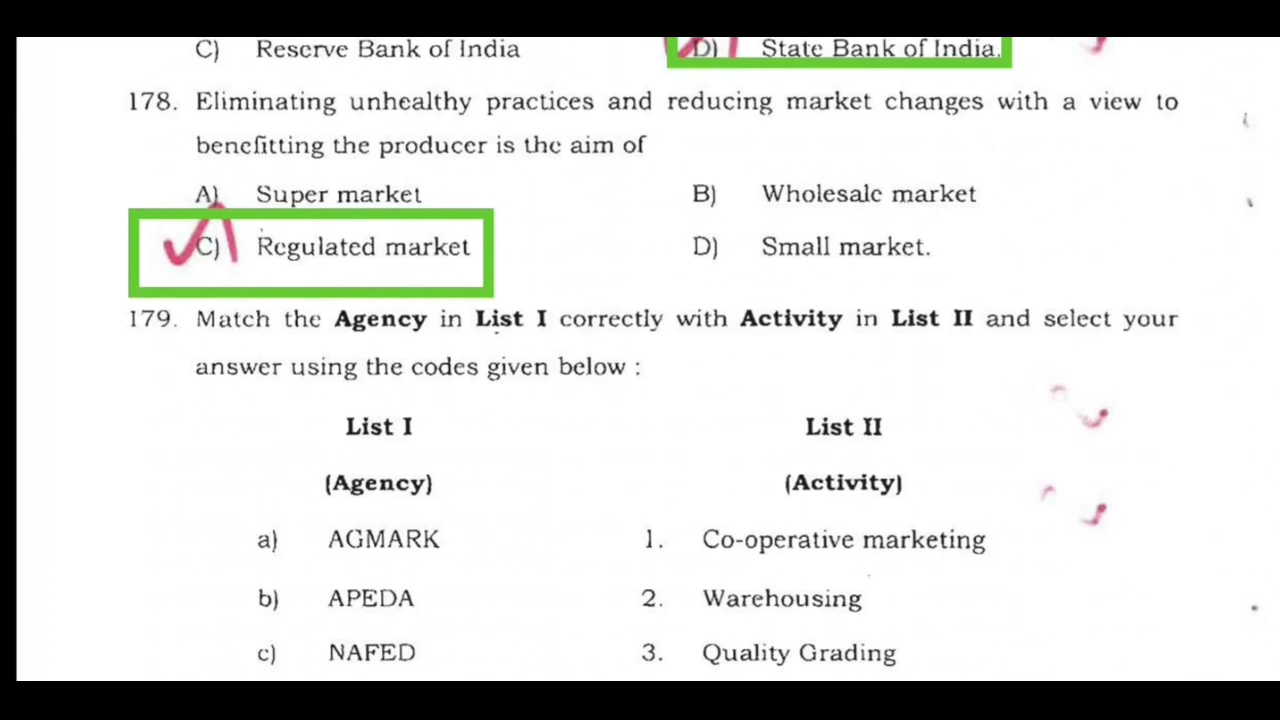 C) Reserve Bank of India D) State Bank of India.
178. Eliminating unhealthy practices and reducing market changes with a view to
benefitting the producer is the aim of
A) Super market B) Wholesale market
C) Regulated market D) Small market.
179. Match the Agency in List I correctly with Activity in List II and select your
answer using the codes given below :
List I List II
(Agency) (Activity)
a) AGMARK 1. Co-operative marketing
b) APEDA 2. Warehousing
c) NAFED 3. Quality Grading